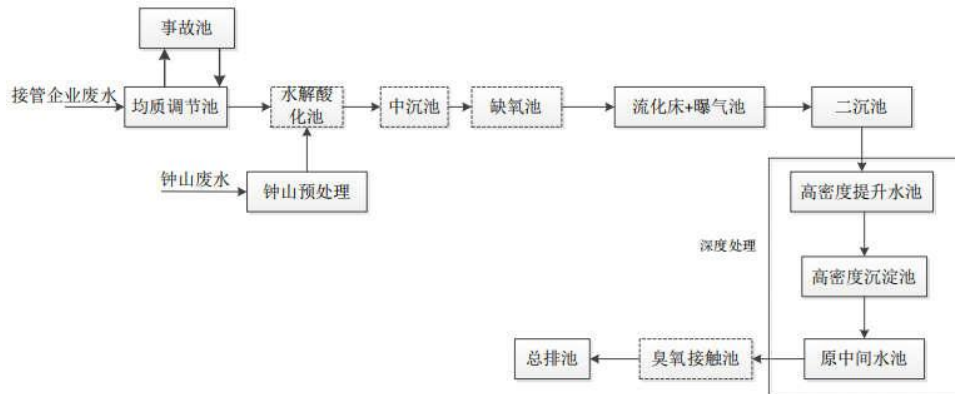 事故池
接管企业废水
均质调节池
水解酸
化池
中沉池
缺氧池
流化床+曝气池
二沉池
钟山废水
钟山预处理
高密度提升水池
深度处理
高密度沉淀池
总排池
臭氧接触池
原中间水池